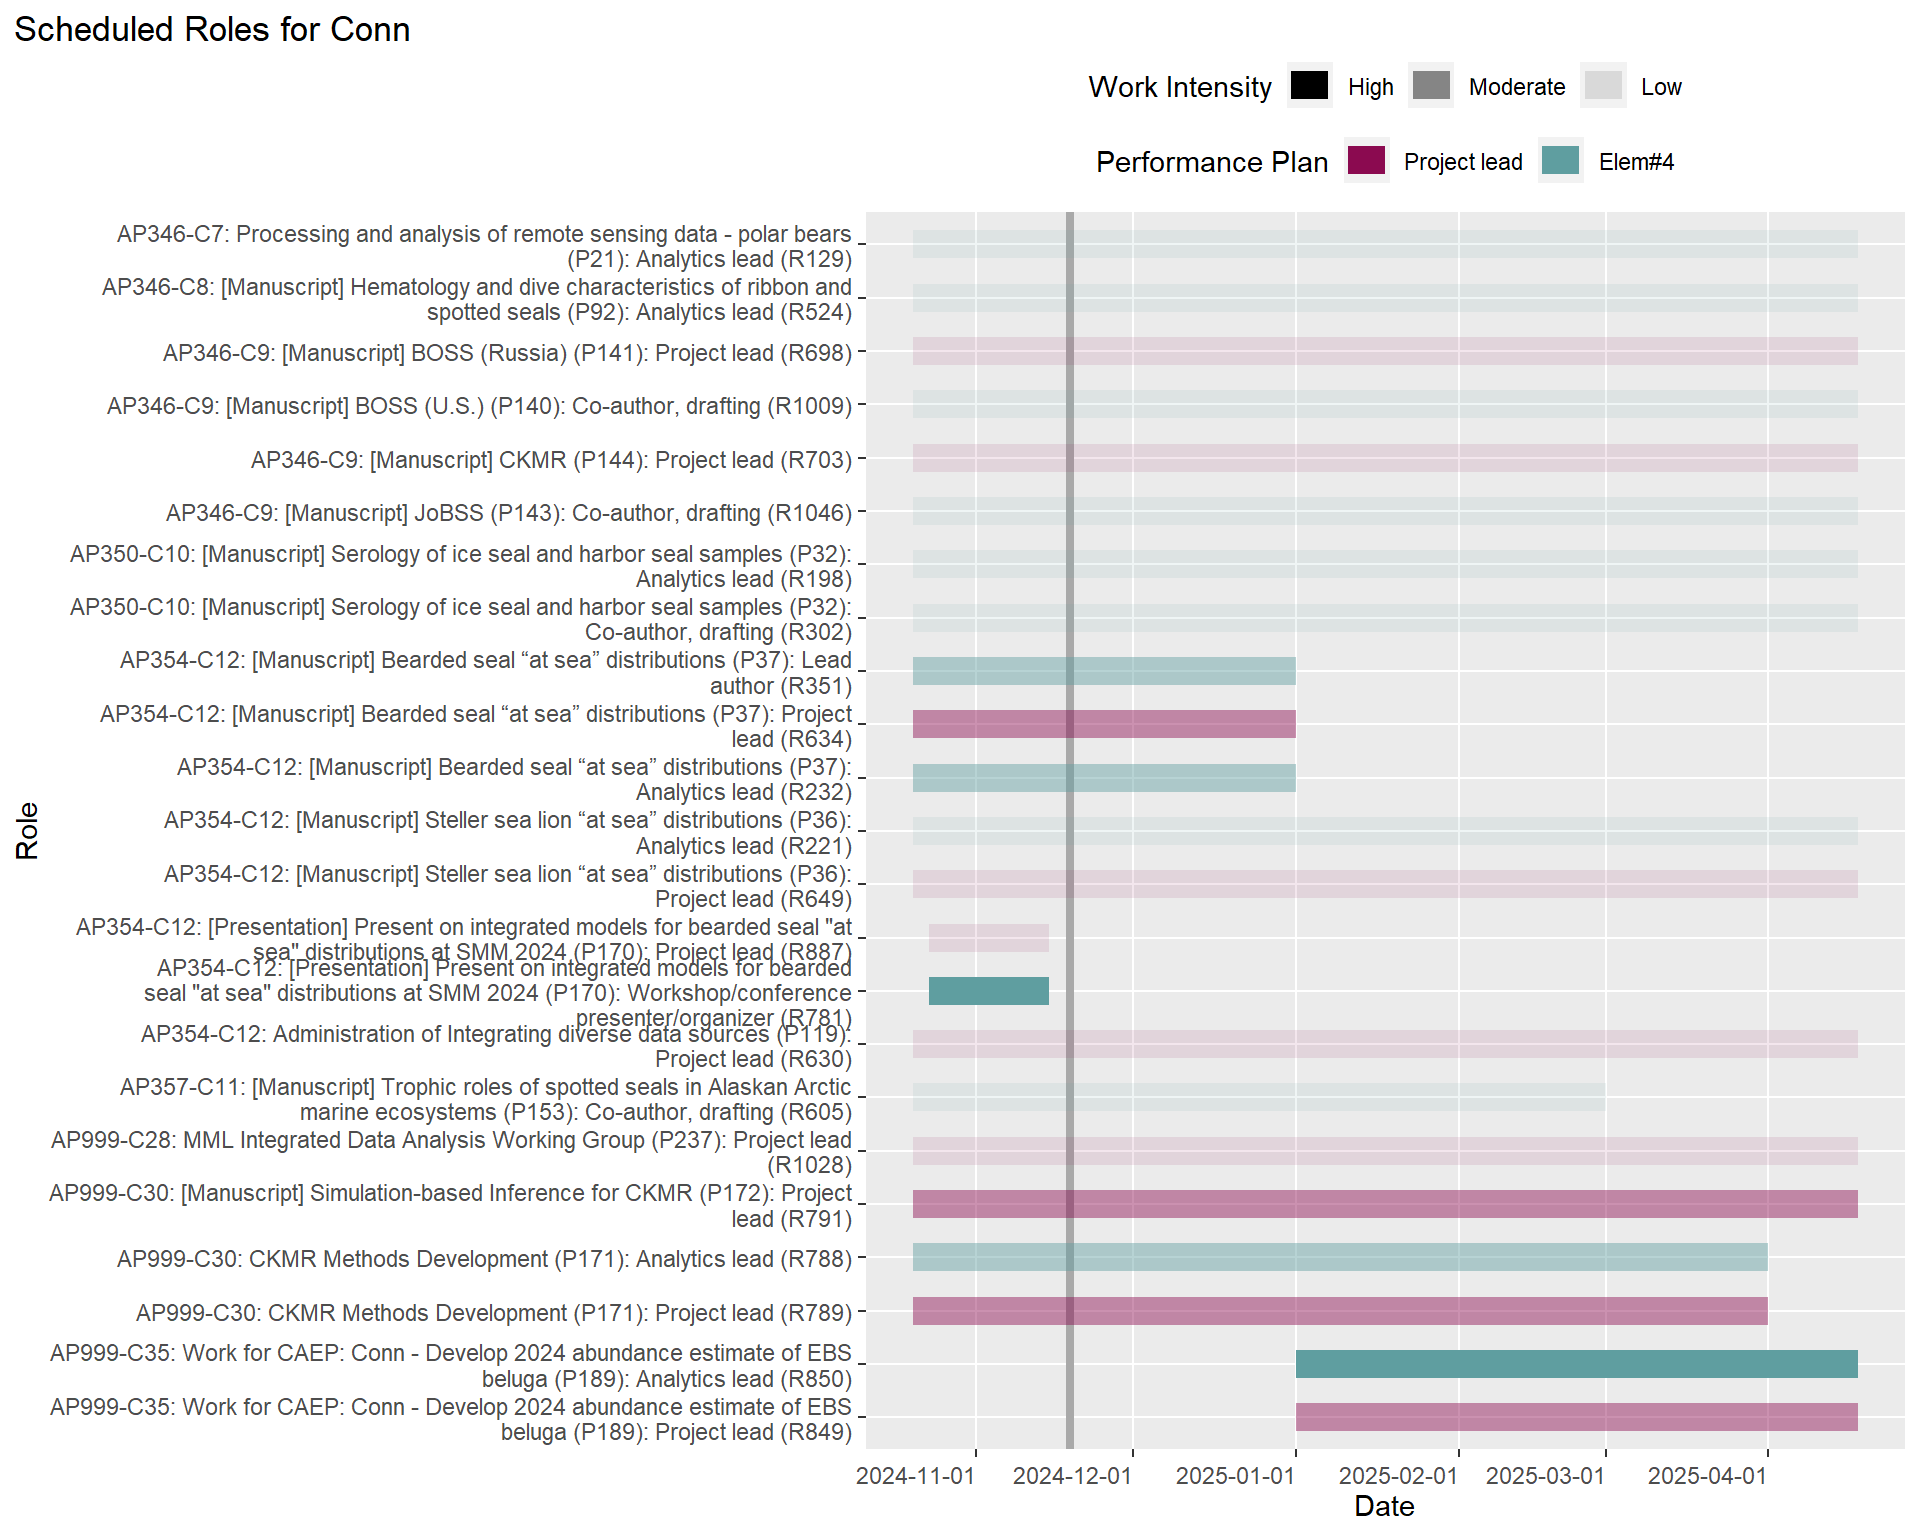 Scheduled Roles for Conn
Work Intensity High Moderate Low
Performance Plan Project lead Elem#4
AP346-C7: Processing and analysis of remote sensing data - polar bears
(P21): Analytics lead (R129)
AP346-C8: [Manuscript] Hematology and dive characteristics of ribbon and
spotted seals (P92): Analytics lead (R524)
AP346-C9: [Manuscript] BOSS (Russia) (P141): Project lead (R698)
AP346-C9: [Manuscript] BOSS (U.S.) (P140): Co-author, drafting (R1009)
AP346-C9: [Manuscript] CKMR (P144): Project lead (R703)
AP346-C9: [Manuscript] JoBSS (P143): Co-author, drafting (R1046)
AP350-C10: [Manuscript] Serology of ice seal and harbor seal samples (P32):
Analytics lead (R198)
AP350-C10: [Manuscript] Serology of ice seal and harbor seal samples (P32):
Co-author, drafting (R302)
AP354-C12: [Manuscript] Bearded seal “at sea” distributions (P37): Lead
author (R351)
AP354-C12: [Manuscript] Bearded seal “at sea” distributions (P37): Project
lead (R634)
AP354-C12: [Manuscript] Bearded seal “at sea” distributions (P37):
Analytics lead (R232)
AP354-C12: [Manuscript] Steller sea lion “at sea” distributions (P36):
Analytics lead (R221)
AP354-C12: [Manuscript] Steller sea lion “at sea” distributions (P36):
Project lead (R649)
AP354-C12: [Presentation] Present on integrated models for bearded seal "at
sea" distributions at SMM 2024 (P170): Project lead (R887)
AP354-C12: [Presentation] Present on integrated models for bearded
seal "at sea" distributions at SMM 2024 (P170): Workshop/conference
presenter/organizer (R781)
AP354-C12: Administration of Integrating diverse data sources (P119):
Project lead (R630)
AP357-C11: [Manuscript] Trophic roles of spotted seals in Alaskan Arctic
marine ecosystems (P153): Co-author, drafting (R605)
AP999-C28: MML Integrated Data Analysis Working Group (P237): Project lead
(R1028)
AP999-C30: [Manuscript] Simulation-based Inference for CKMR (P172): Project
lead (R791)
AP999-C30: CKMR Methods Development (P171): Analytics lead (R788)
AP999-C30: CKMR Methods Development (P171): Project lead (R789)
AP999-C35: Work for CAEP: Conn - Develop 2024 abundance estimate of EBS
beluga (P189): Analytics lead (R850)
AP999-C35: Work for CAEP: Conn - Develop 2024 abundance estimate of EBS
beluga (P189): Project lead (R849)
Role
2024-11-01 2024-12-01 2025-01-01 2025-02-01 2025-03-01 2025-04-01
Date